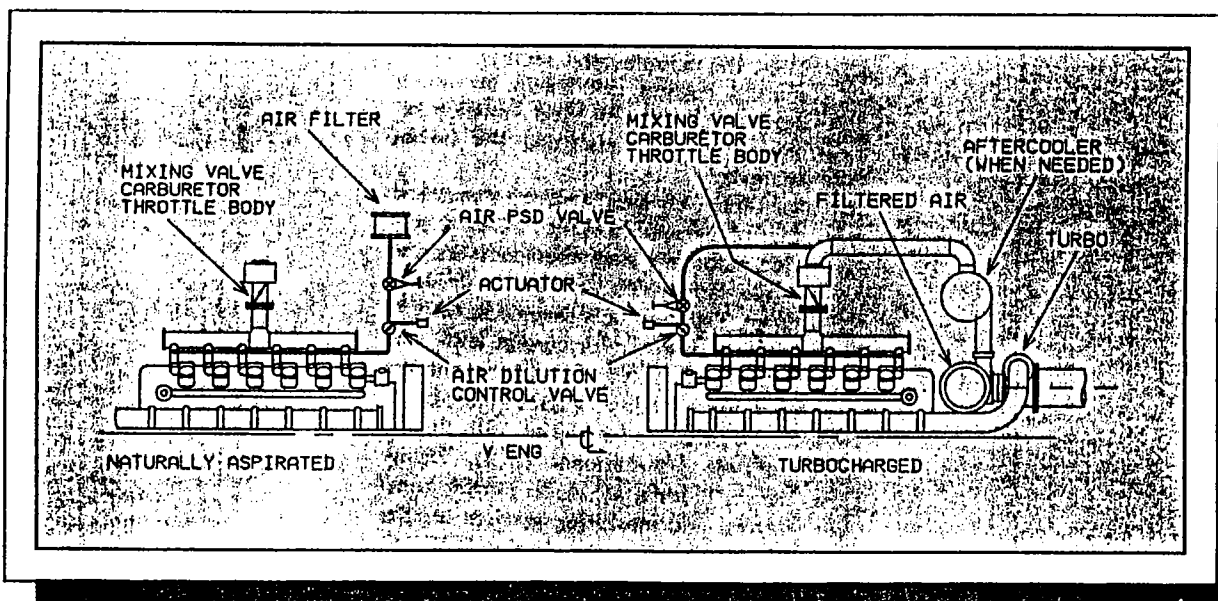 AIR FILTER
MIXING VALVE
CARBURETOR
THROTTLE BODY
AIR PSD VALVE
ACTUATOR
AIR DILUTION
CONTROL VALVE
MIXING VALVE
CARBURETOR
THROTTLE BODY
AFTERCOOLER
(WHEN NEEDED)
FILTERED AIR
TURBO
NATURALLY ASPIRATED
V ENG
CL
TURBOCHARGED